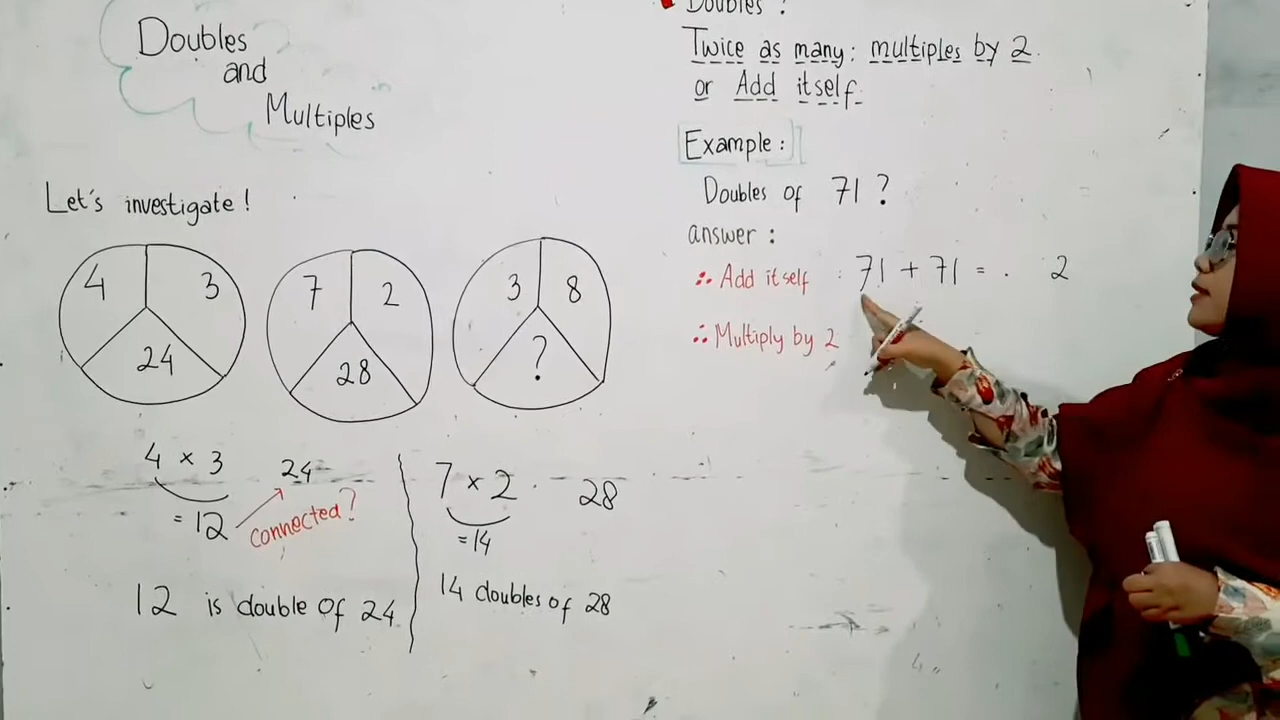 Doubles
and
Multiples
Let's investigate!
4 3
24
7 2
28
3 8
?
4 × 3 24
= 12
connected?
12 is double of 24
7 × 2 28
= 14
14 doubles of 28
Doubles :
Twice as many : multiples by 2.
or Add itself.
Example :
Doubles of 71 ?
answer :
∴ Add itself : 71 + 71 = . 2
∴ Multiply by 2